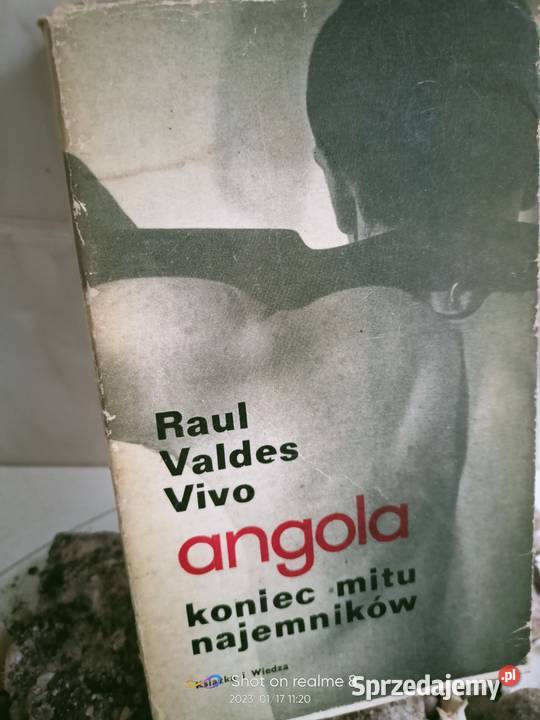 Raul
Valdes
Vivo
angola
koniec mitu
najemników
Książka i Wiedza
Shot on realme 8
2023/01/17 11:20
Sprzedajemy.pl